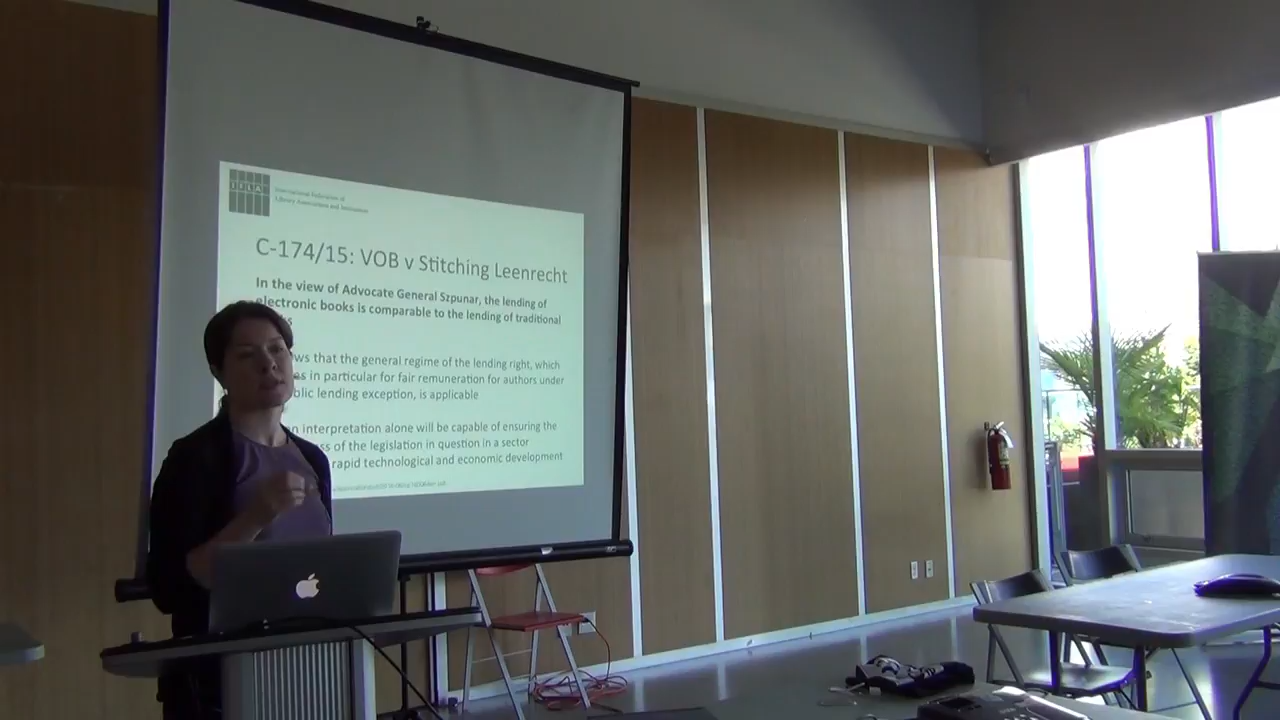 IFLA
International Federation of
Library Associations and Institutions
C-174/15: VOB v Stitching Leenrecht
In the view of Advocate General Szpunar, the lending of
electronic books is comparable to the lending of traditional
that the general regime of the lending right, which
in particular for fair remuneration for authors under
lending exception, is applicable
interpretation alone will be capable of ensuring the
of the legislation in question in a sector
rapid technological and economic development